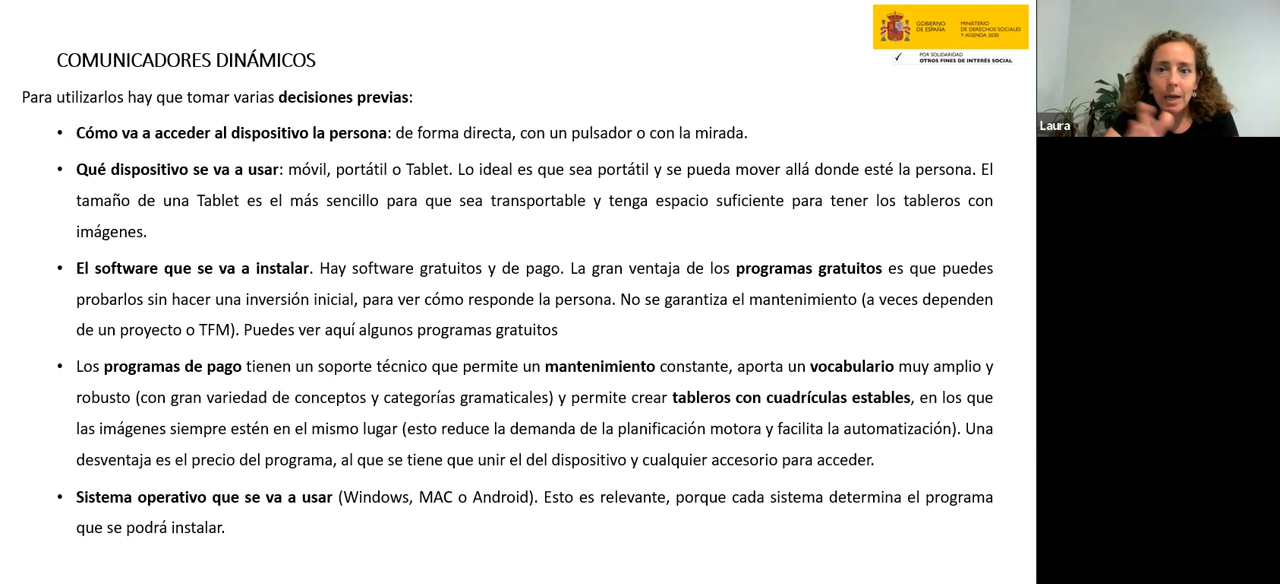 GOBIERNO
DE ESPAÑA
MINISTERIO
DE DERECHOS SOCIALES
Y AGENDA 2030
POR SOLIDARIDAD
OTROS FINES DE INTERÉS SOCIAL
COMUNICADORES DINÁMICOS
Para utilizarlos hay que tomar varias decisiones previas:
• Cómo va a acceder al dispositivo la persona: de forma directa, con un pulsador o con la mirada.
• Qué dispositivo se va a usar: móvil, portátil o Tablet. Lo ideal es que sea portátil y se pueda mover allá donde esté la persona. El
tamaño de una Tablet es el más sencillo para que sea transportable y tenga espacio suficiente para tener los tableros con
imágenes.
• El software que se va a instalar. Hay software gratuitos y de pago. La gran ventaja de los programas gratuitos es que puedes
probarlos sin hacer una inversión inicial, para ver cómo responde la persona. No se garantiza el mantenimiento (a veces dependen
de un proyecto o TFM). Puedes ver aquí algunos programas gratuitos
• Los programas de pago tienen un soporte técnico que permite un mantenimiento constante, aporta un vocabulario muy amplio y
robusto (con gran variedad de conceptos y categorías gramaticales) y permite crear tableros con cuadrículas estables, en los que
las imágenes siempre estén en el mismo lugar (esto reduce la demanda de la planificación motora y facilita la automatización). Una
desventaja es el precio del programa, al que se tiene que unir el del dispositivo y cualquier accesorio para acceder.
• Sistema operativo que se va a usar (Windows, MAC o Android). Esto es relevante, porque cada sistema determina el programa
que se podrá instalar.
Laura